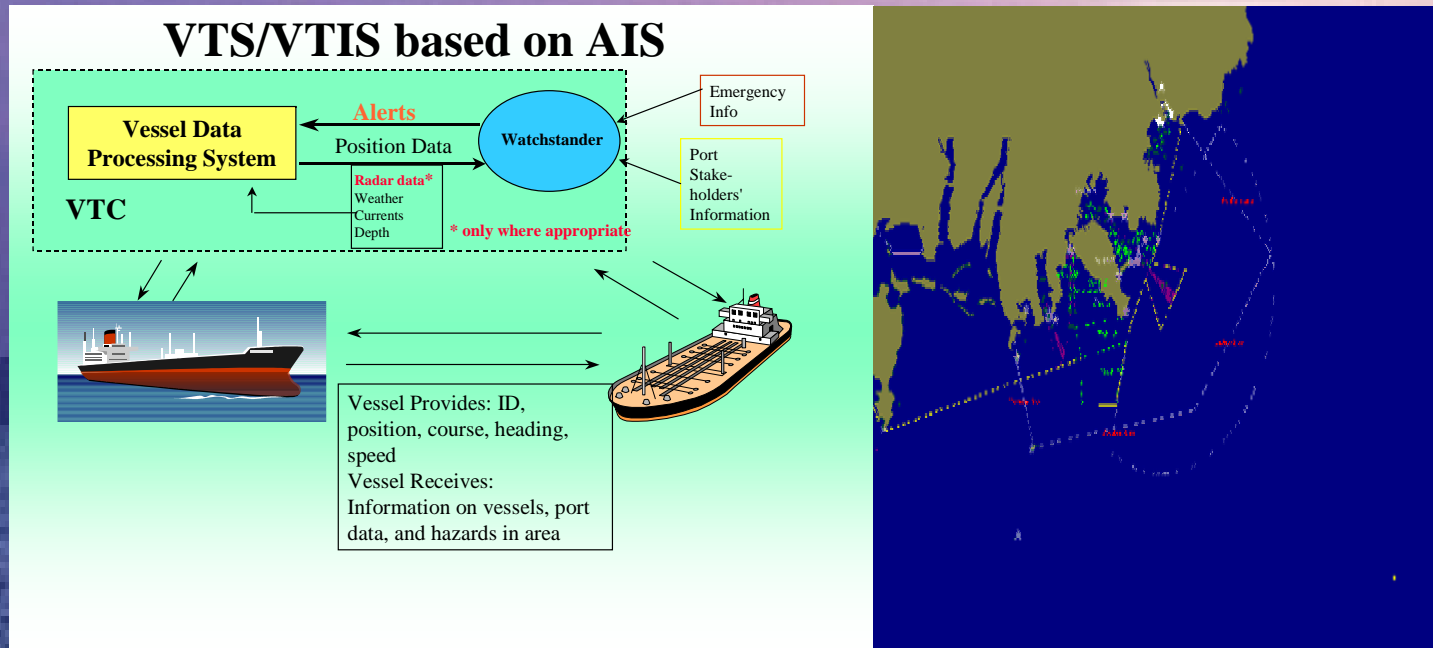 VTS/VTIS based on AIS
Emergency
Info
Alerts
Vessel Data
Processing System
Position Data
Watchstander
Port
Stake-
holders'
Information
Radar data*
Weather
Currents
Depth
VTC
* only where appropriate
Vessel Provides: ID,
position, course, heading,
speed
Vessel Receives:
Information on vessels, port
data, and hazards in area